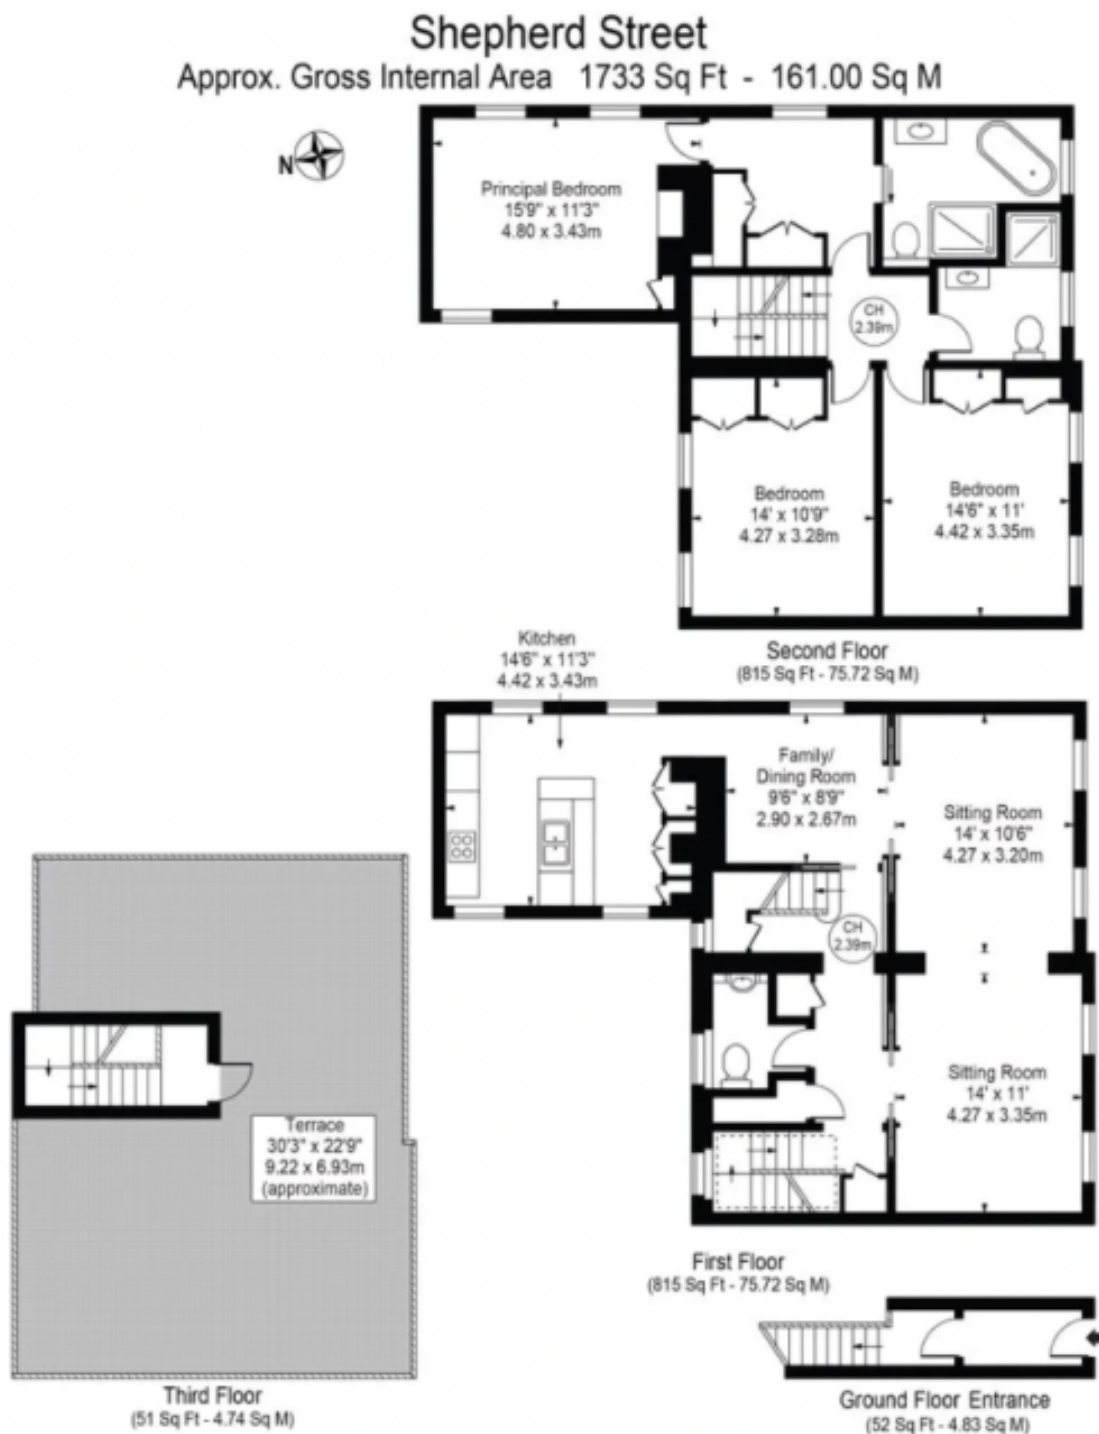 Shepherd Street
Approx. Gross Internal Area 1733 Sq Ft - 161.00 Sq M
N
Principal Bedroom
15'9" x 11'3"
4.80 x 3.43m
CH
2.39m
Bedroom
14' x 10'9"
4.27 x 3.28m
Bedroom
14'6" x 11'
4.42 x 3.35m
Second Floor
(815 Sq Ft - 75.72 Sq M)
Kitchen
14'6" x 11'3"
4.42 x 3.43m
Family/
Dining Room
9'6" x 8'9"
2.90 x 2.67m
Sitting Room
14' x 10'6"
4.27 x 3.20m
CH
2.39m
Sitting Room
14' x 11'
4.27 x 3.35m
First Floor
(815 Sq Ft - 75.72 Sq M)
Terrace
30'3" x 22'9"
9.22 x 6.93m
(approximate)
Third Floor
(51 Sq Ft - 4.74 Sq M)
Ground Floor Entrance
(52 Sq Ft - 4.83 Sq M)